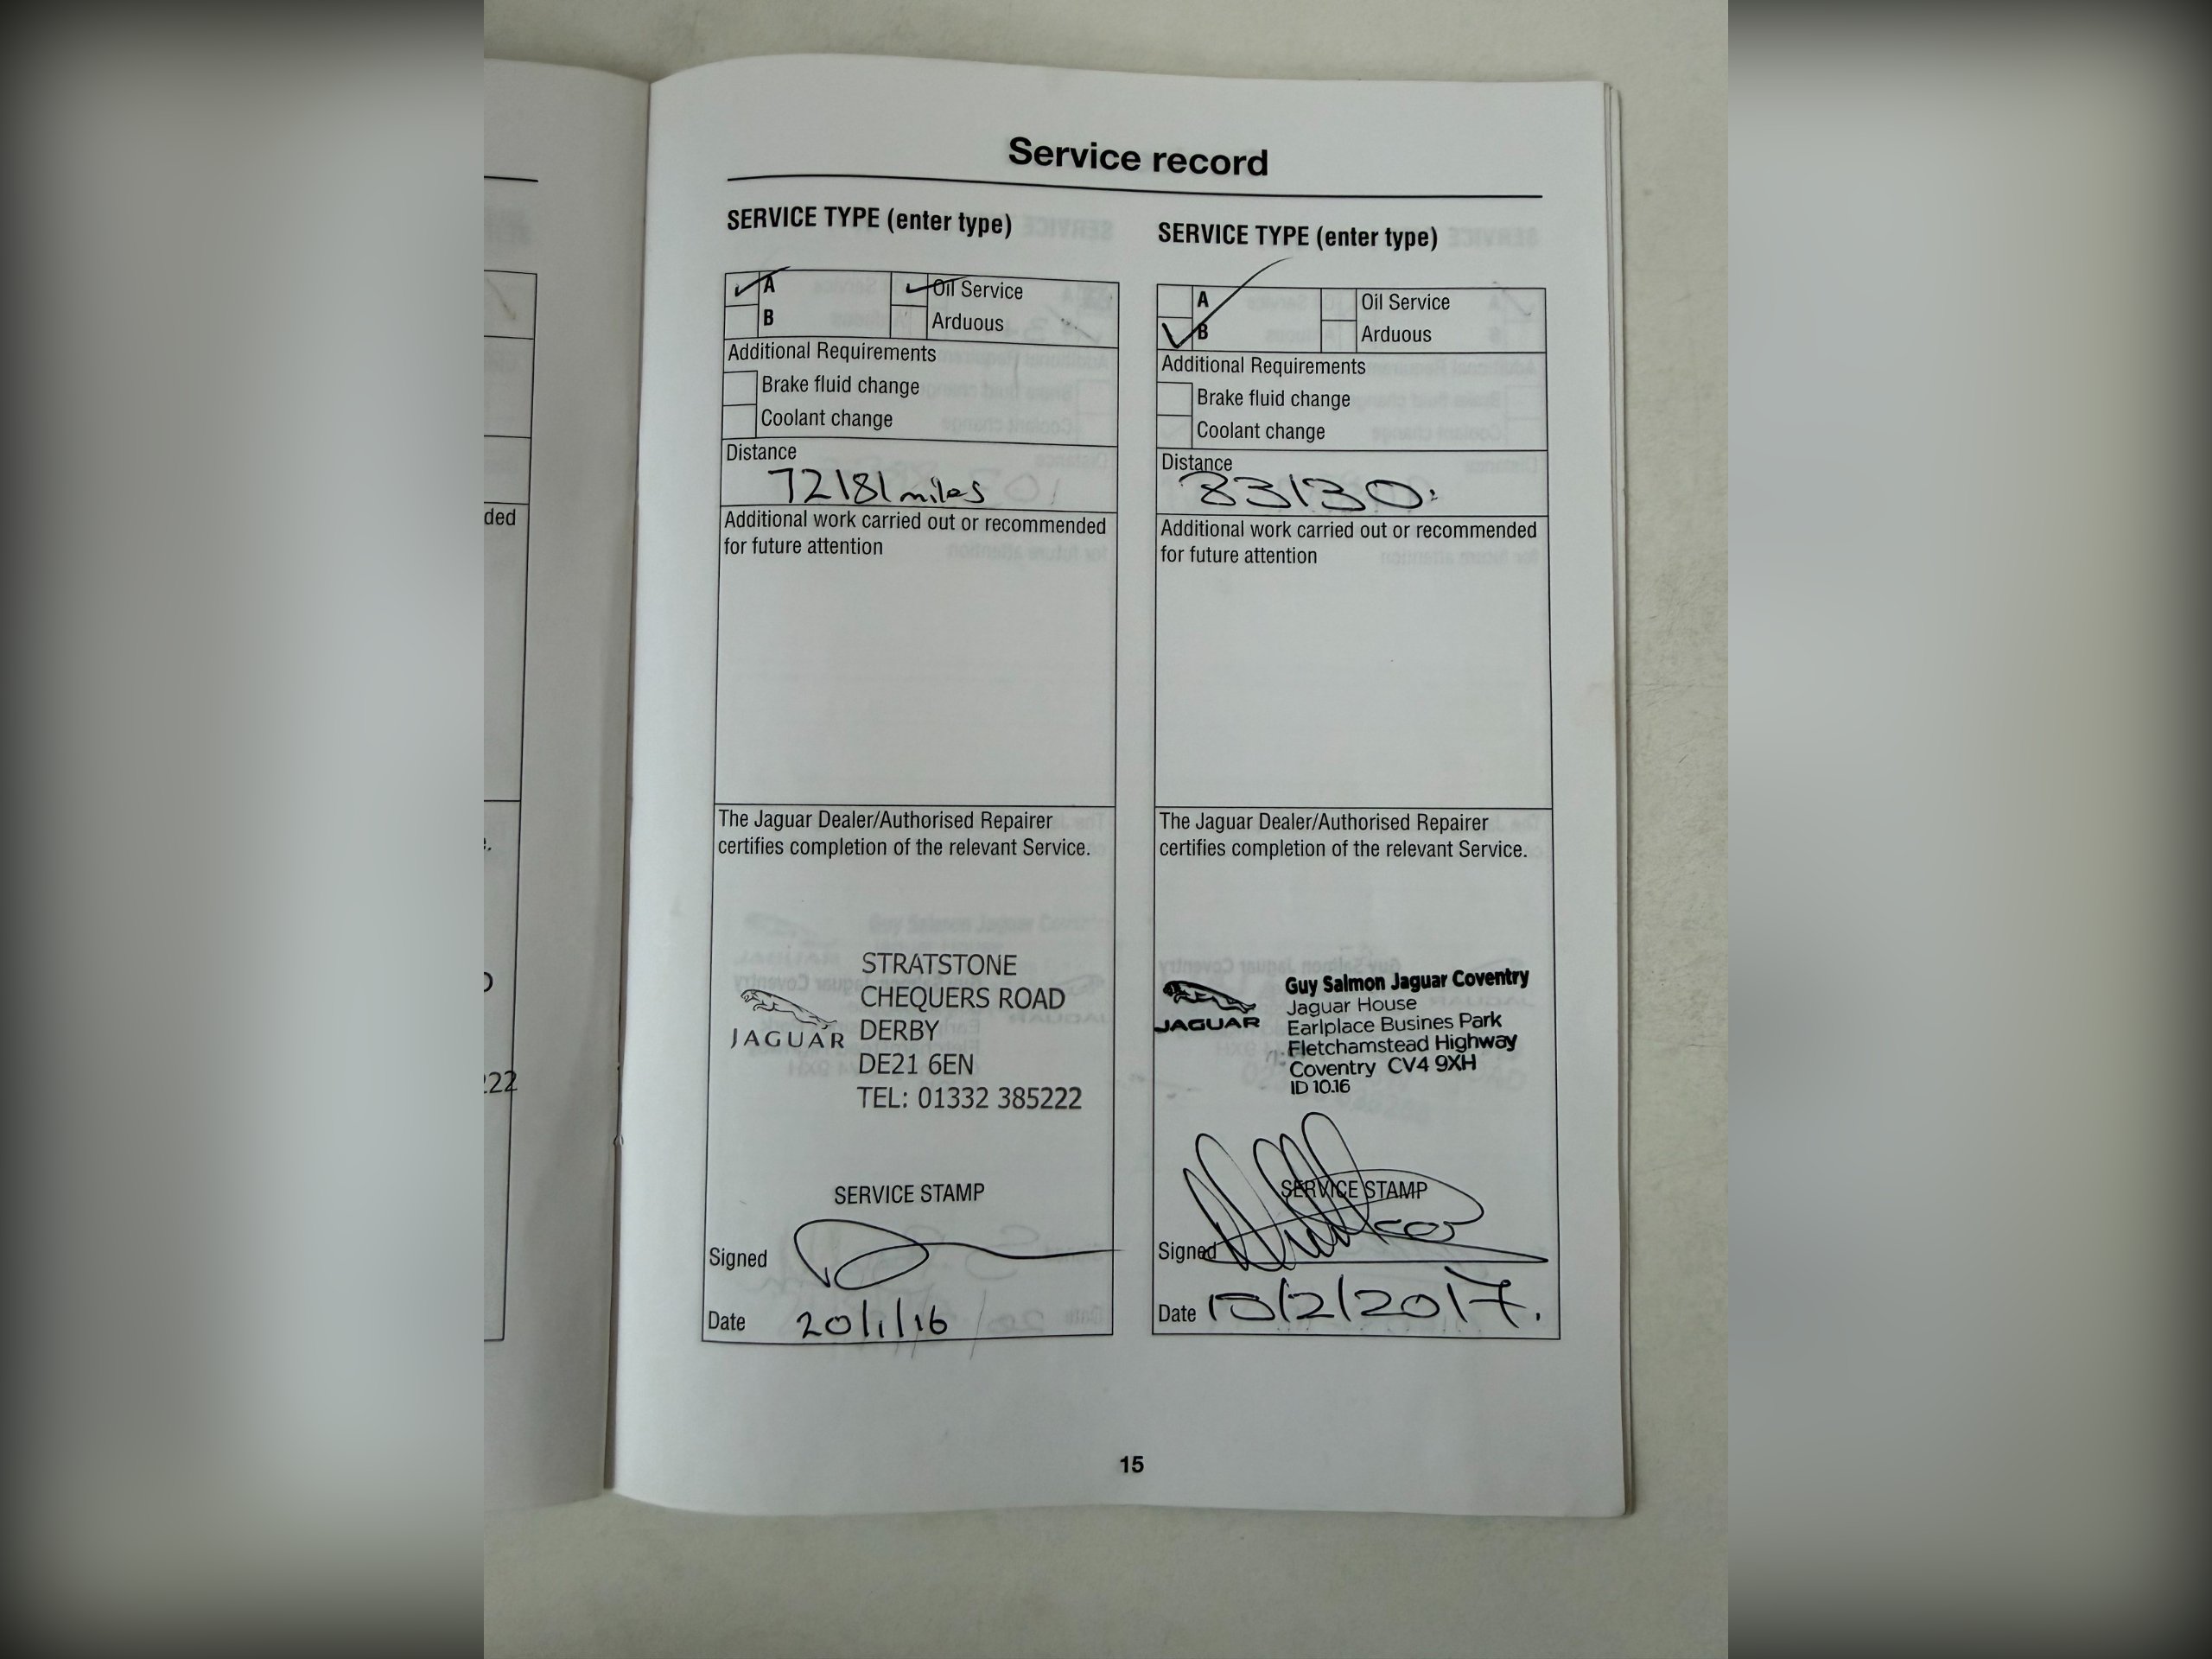 Service record
SERVICE TYPE (enter type)
A
Oil Service
B
Arduous
Additional Requirements
Brake fluid change
Coolant change
Distance
72181 miles
Additional work carried out or recommended
for future attention
The Jaguar Dealer/Authorised Repairer
certifies completion of the relevant Service.
JAGUAR
STRATSTONE
CHEQUERS ROAD
DERBY
DE21 6EN
TEL: 01332 385222
SERVICE STAMP
Signed
Date 20/1/16
SERVICE TYPE (enter type)
A
Oil Service
B
Arduous
Additional Requirements
Brake fluid change
Coolant change
Distance
83130
Additional work carried out or recommended
for future attention
The Jaguar Dealer/Authorised Repairer
certifies completion of the relevant Service.
JAGUAR
Guy Salmon Jaguar Coventry
Jaguar House
Earlplace Busines Park
Fletchamstead Highway
Coventry CV4 9XH
ID 10.16
SERVICE STAMP
Signed
Date 10/2/2017.
15
ded
222